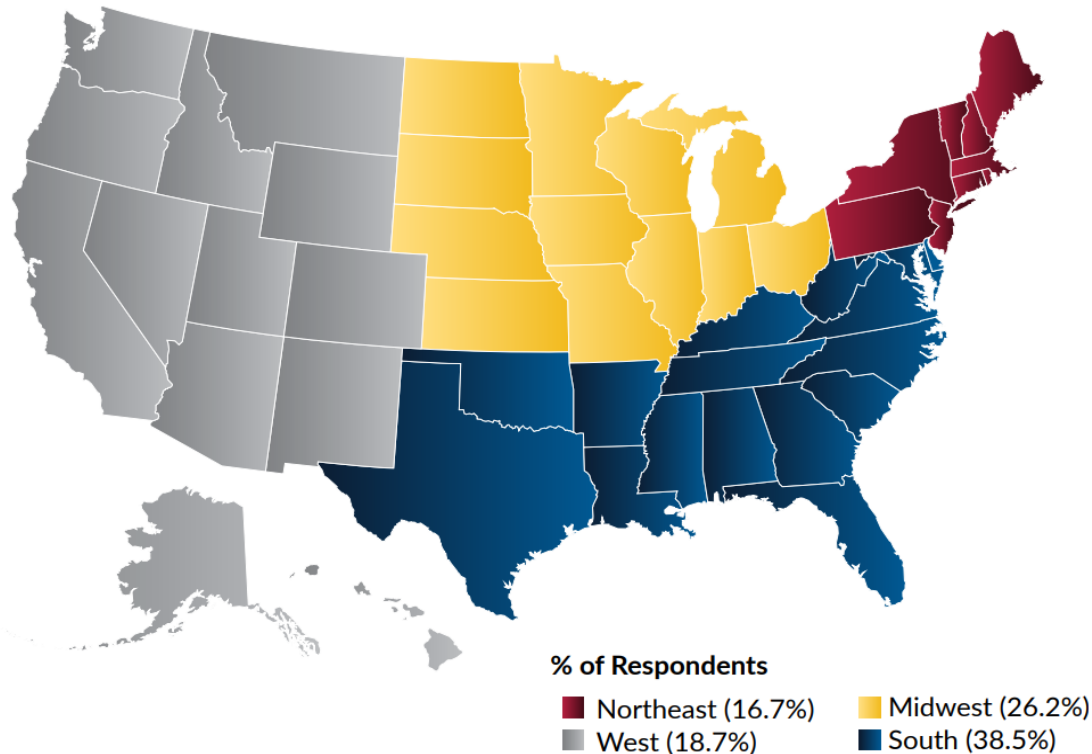 % of Respondents
Northeast (16.7%) Midwest (26.2%)
West (18.7%) South (38.5%)